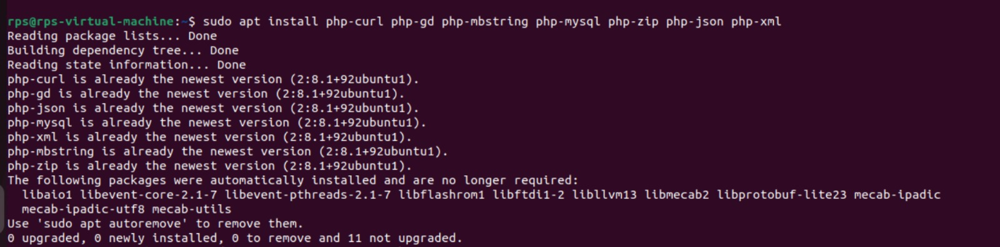 rps@rps-virtual-machine:~$ sudo apt install php-curl php-gd php-mbstring php-mysql php-zip php-json php-xml
Reading package lists... Done
Building dependency tree... Done
Reading state information... Done
php-curl is already the newest version (2:8.1+92ubuntu1).
php-gd is already the newest version (2:8.1+92ubuntu1).
php-json is already the newest version (2:8.1+92ubuntu1).
php-mysql is already the newest version (2:8.1+92ubuntu1).
php-xml is already the newest version (2:8.1+92ubuntu1).
php-mbstring is already the newest version (2:8.1+92ubuntu1).
php-zip is already the newest version (2:8.1+92ubuntu1).
The following packages were automatically installed and are no longer required:
  libaio1 libevent-core-2.1-7 libevent-pthreads-2.1-7 libflashrom1 libftdi1-2 libllvm13 libmecab2 libprotobuf-lite23 mecab-ipadic
  mecab-ipadic-utf8 mecab-utils
Use 'sudo apt autoremove' to remove them.
0 upgraded, 0 newly installed, 0 to remove and 11 not upgraded.